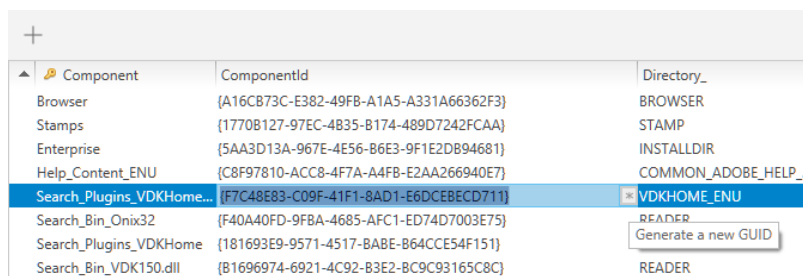 Component ComponentId Directory_
Browser {A16CB73C-E382-49FB-A1A5-A331A66362F3} BROWSER
Stamps {1770B127-97EC-4B35-B174-489D7242FCAA} STAMP
Enterprise {5AA3D13A-967E-4E56-B6E3-9F1E2DB94681} INSTALLDIR
Help_Content_ENU {C8F97810-ACC8-4F7A-A4FB-E2AA266940E7} COMMON_ADOBE_HELP_
Search_Plugins_VDKHome... {F7C48E83-C09F-41F1-8AD1-E6DCEBECD711} VDKHOME_ENU
Search_Bin_Onix32 {F40A40FD-9FBA-4685-AFC1-ED74D7003E75} READER
Generate a new GUID
Search_Plugins_VDKHome {181693E9-9571-4517-BABE-B64CCE54F151}
Search_Bin_VDK150.dll {B1696974-6921-4C92-B3E2-BC9C93165C8C} READER